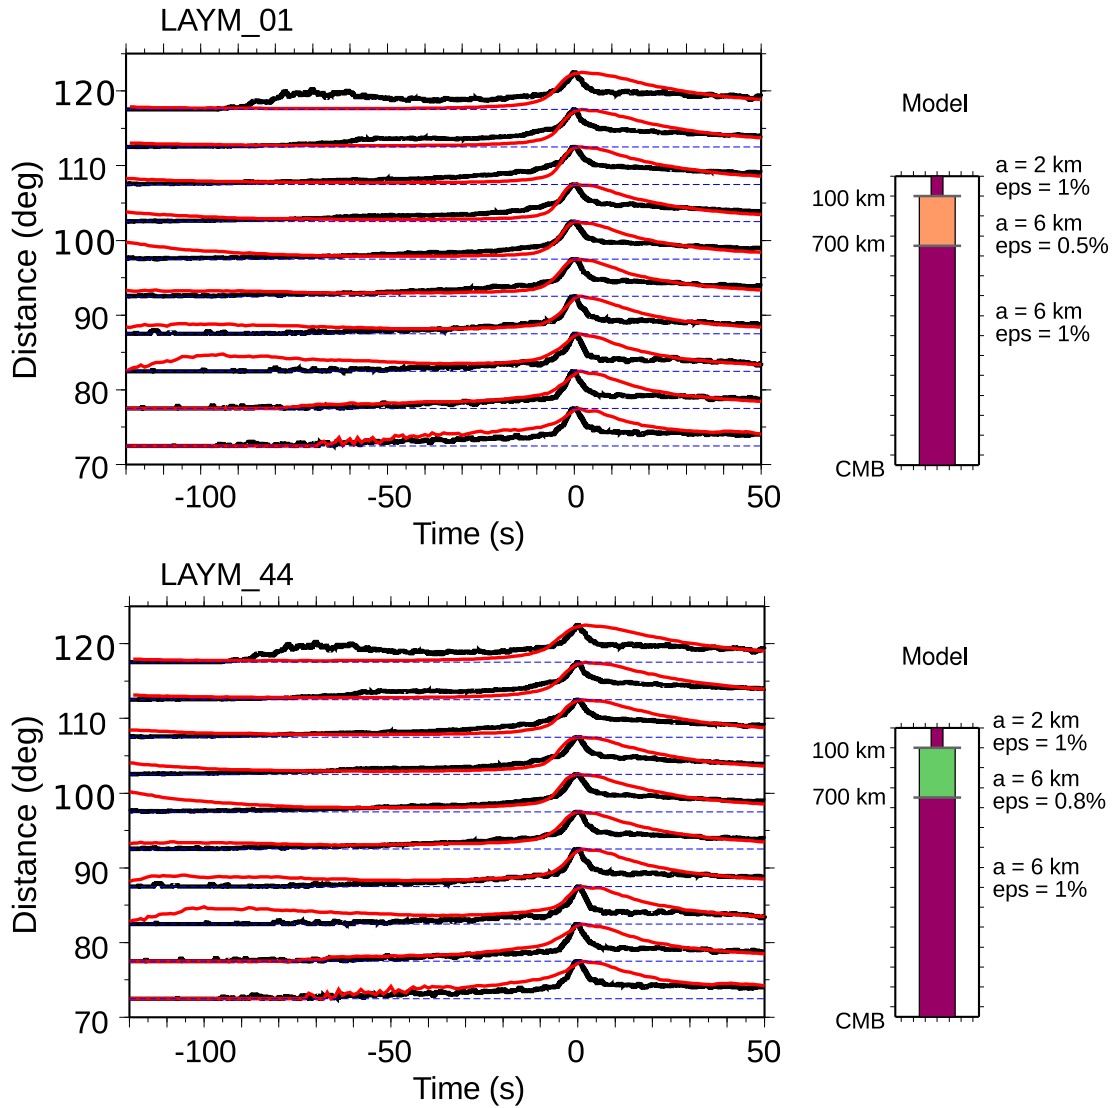 LAYM_01
Distance (deg)
120
110
100
90
80
70
-100
-50
0
50
Time (s)
Model
100 km
700 km
CMB
a = 2 km
eps = 1%
a = 6 km
eps = 0.5%
a = 6 km
eps = 1%
LAYM_44
Distance (deg)
120
110
100
90
80
70
-100
-50
0
50
Time (s)
Model
100 km
700 km
CMB
a = 2 km
eps = 1%
a = 6 km
eps = 0.8%
a = 6 km
eps = 1%